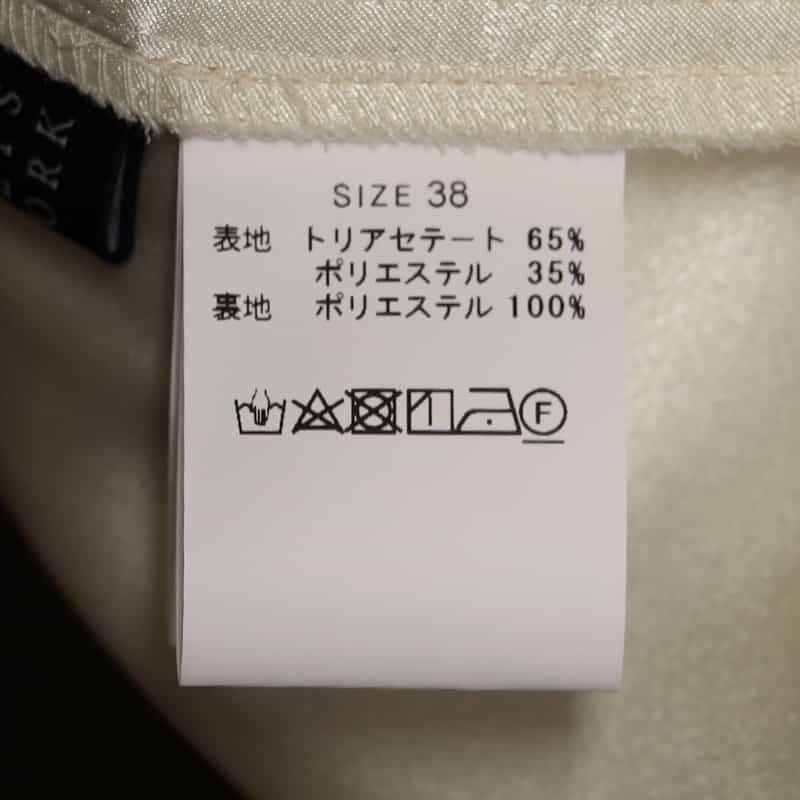 ORK
SIZE 38
表地 トリアセテート 65%
ポリエステル 35%
裏地 ポリエステル 100%
F